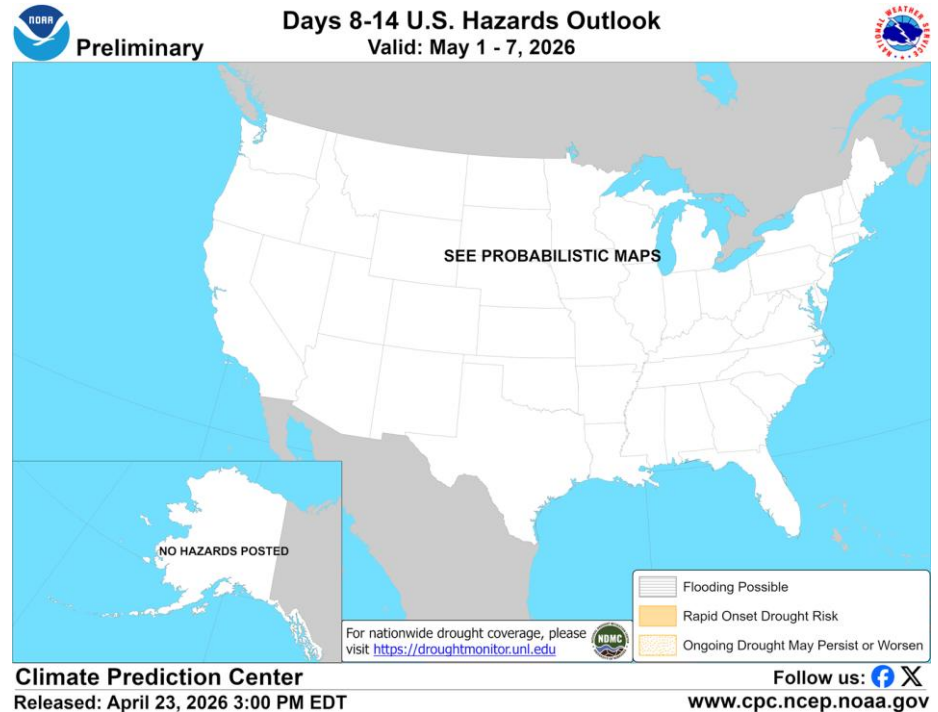 NOAA
Preliminary
Days 8-14 U.S. Hazards Outlook
Valid: May 1 - 7, 2026
NATIONAL WEATHER SERVICE
SEE PROBABILISTIC MAPS
NO HAZARDS POSTED
For nationwide drought coverage, please
visit https://droughtmonitor.unl.edu
NDMC
Flooding Possible
Rapid Onset Drought Risk
Ongoing Drought May Persist or Worsen
Climate Prediction Center
Released: April 23, 2026 3:00 PM EDT
Follow us:
www.cpc.ncep.noaa.gov